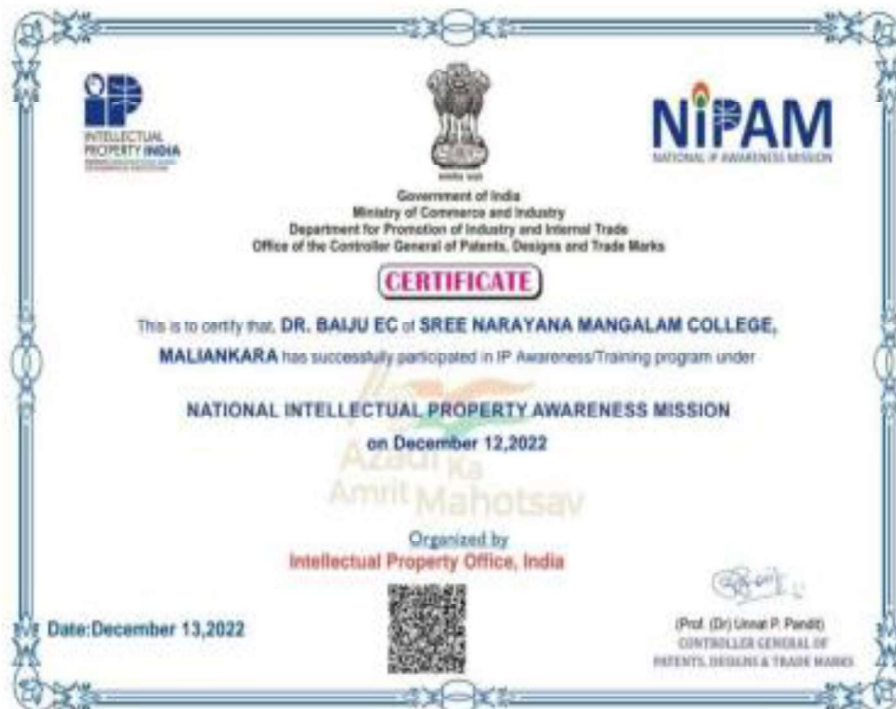 iP
INTELLECTUAL
PROPERTY INDIA
NiPAM
NATIONAL IP AWARENESS MISSION
Government of India
Ministry of Commerce and Industry
Department for Promotion of Industry and Internal Trade
Office of the Controller General of Patents, Designs and Trade Marks
CERTIFICATE
This is to certify that, DR. BAIJU EC of SREE NARAYANA MANGALAM COLLEGE,
MALIANKARA has successfully participated in IP Awareness/Training program under
NATIONAL INTELLECTUAL PROPERTY AWARENESS MISSION
on December 12,2022
Azadi Ka
Amrit Mahotsav
Organized by
Intellectual Property Office, India
Date:December 13,2022
(Prof. (Dr) Unnat P. Pandit)
CONTROLLER GENERAL OF
PATENTS, DESIGNS & TRADE MARKS